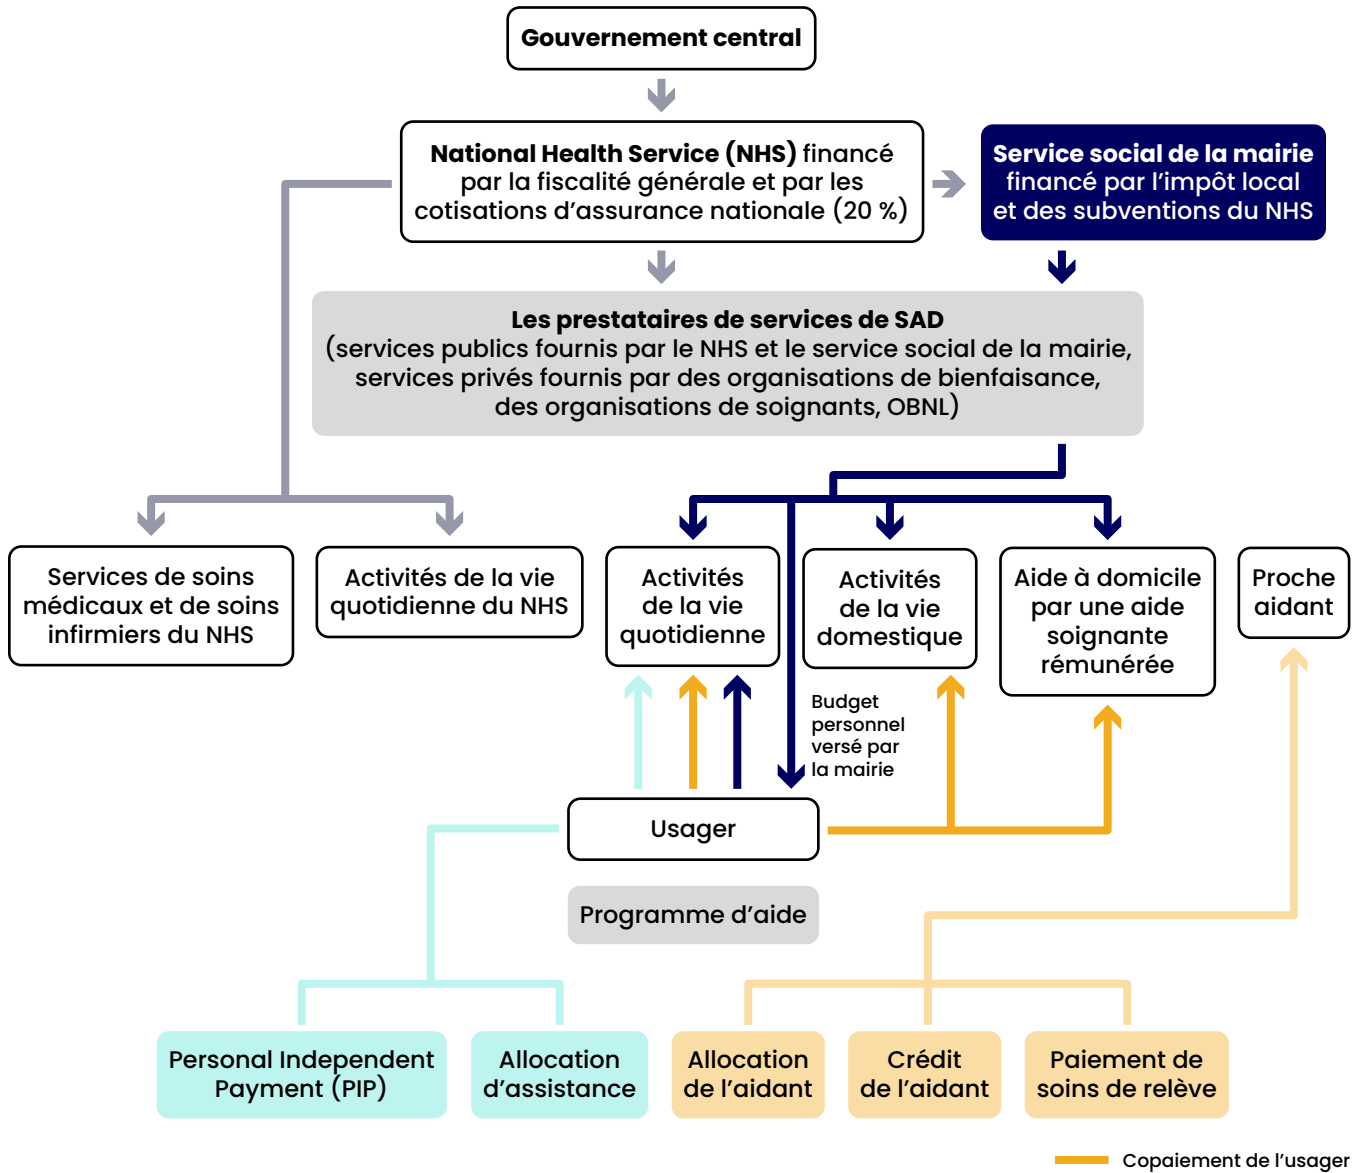 Gouvernement central
National Health Service (NHS) financé
par la fiscalité générale et par les
cotisations d’assurance nationale (20 %)
Service social de la mairie
financé par l’impôt local
et des subventions du NHS
Les prestataires de services de SAD
(services publics fournis par le NHS et le service social de la mairie,
services privés fournis par des organisations de bienfaisance,
des organisations de soignants, OBNL)
Services de soins
médicaux et de soins
infirmiers du NHS
Activités de la vie
quotidienne du NHS
Activités
de la vie
quotidienne
Activités
de la vie
domestique
Aide à domicile
par une aide
soignante
rémunérée
Proche
aidant
Budget
personnel
versé par
la mairie
Usager
Programme d’aide
Personal Independent
Payment (PIP)
Allocation
d’assistance
Allocation
de l’aidant
Crédit
de l’aidant
Paiement de
soins de relève
Copaiement de l’usager